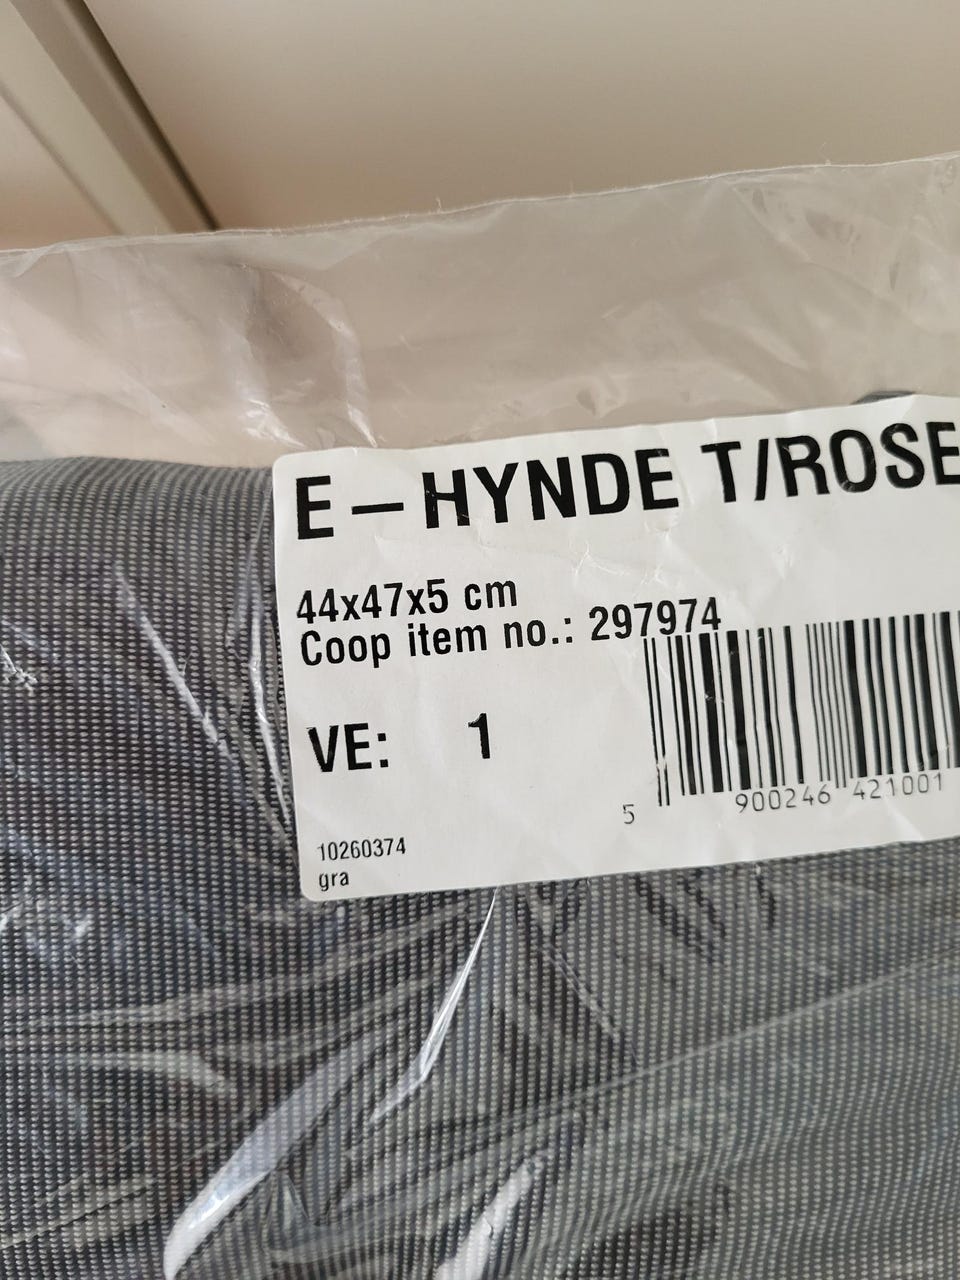 E – HYNDE T/ROSE
44x47x5 cm
Coop item no.: 297974
VE: 1
5 900246 421001
10260374
gra